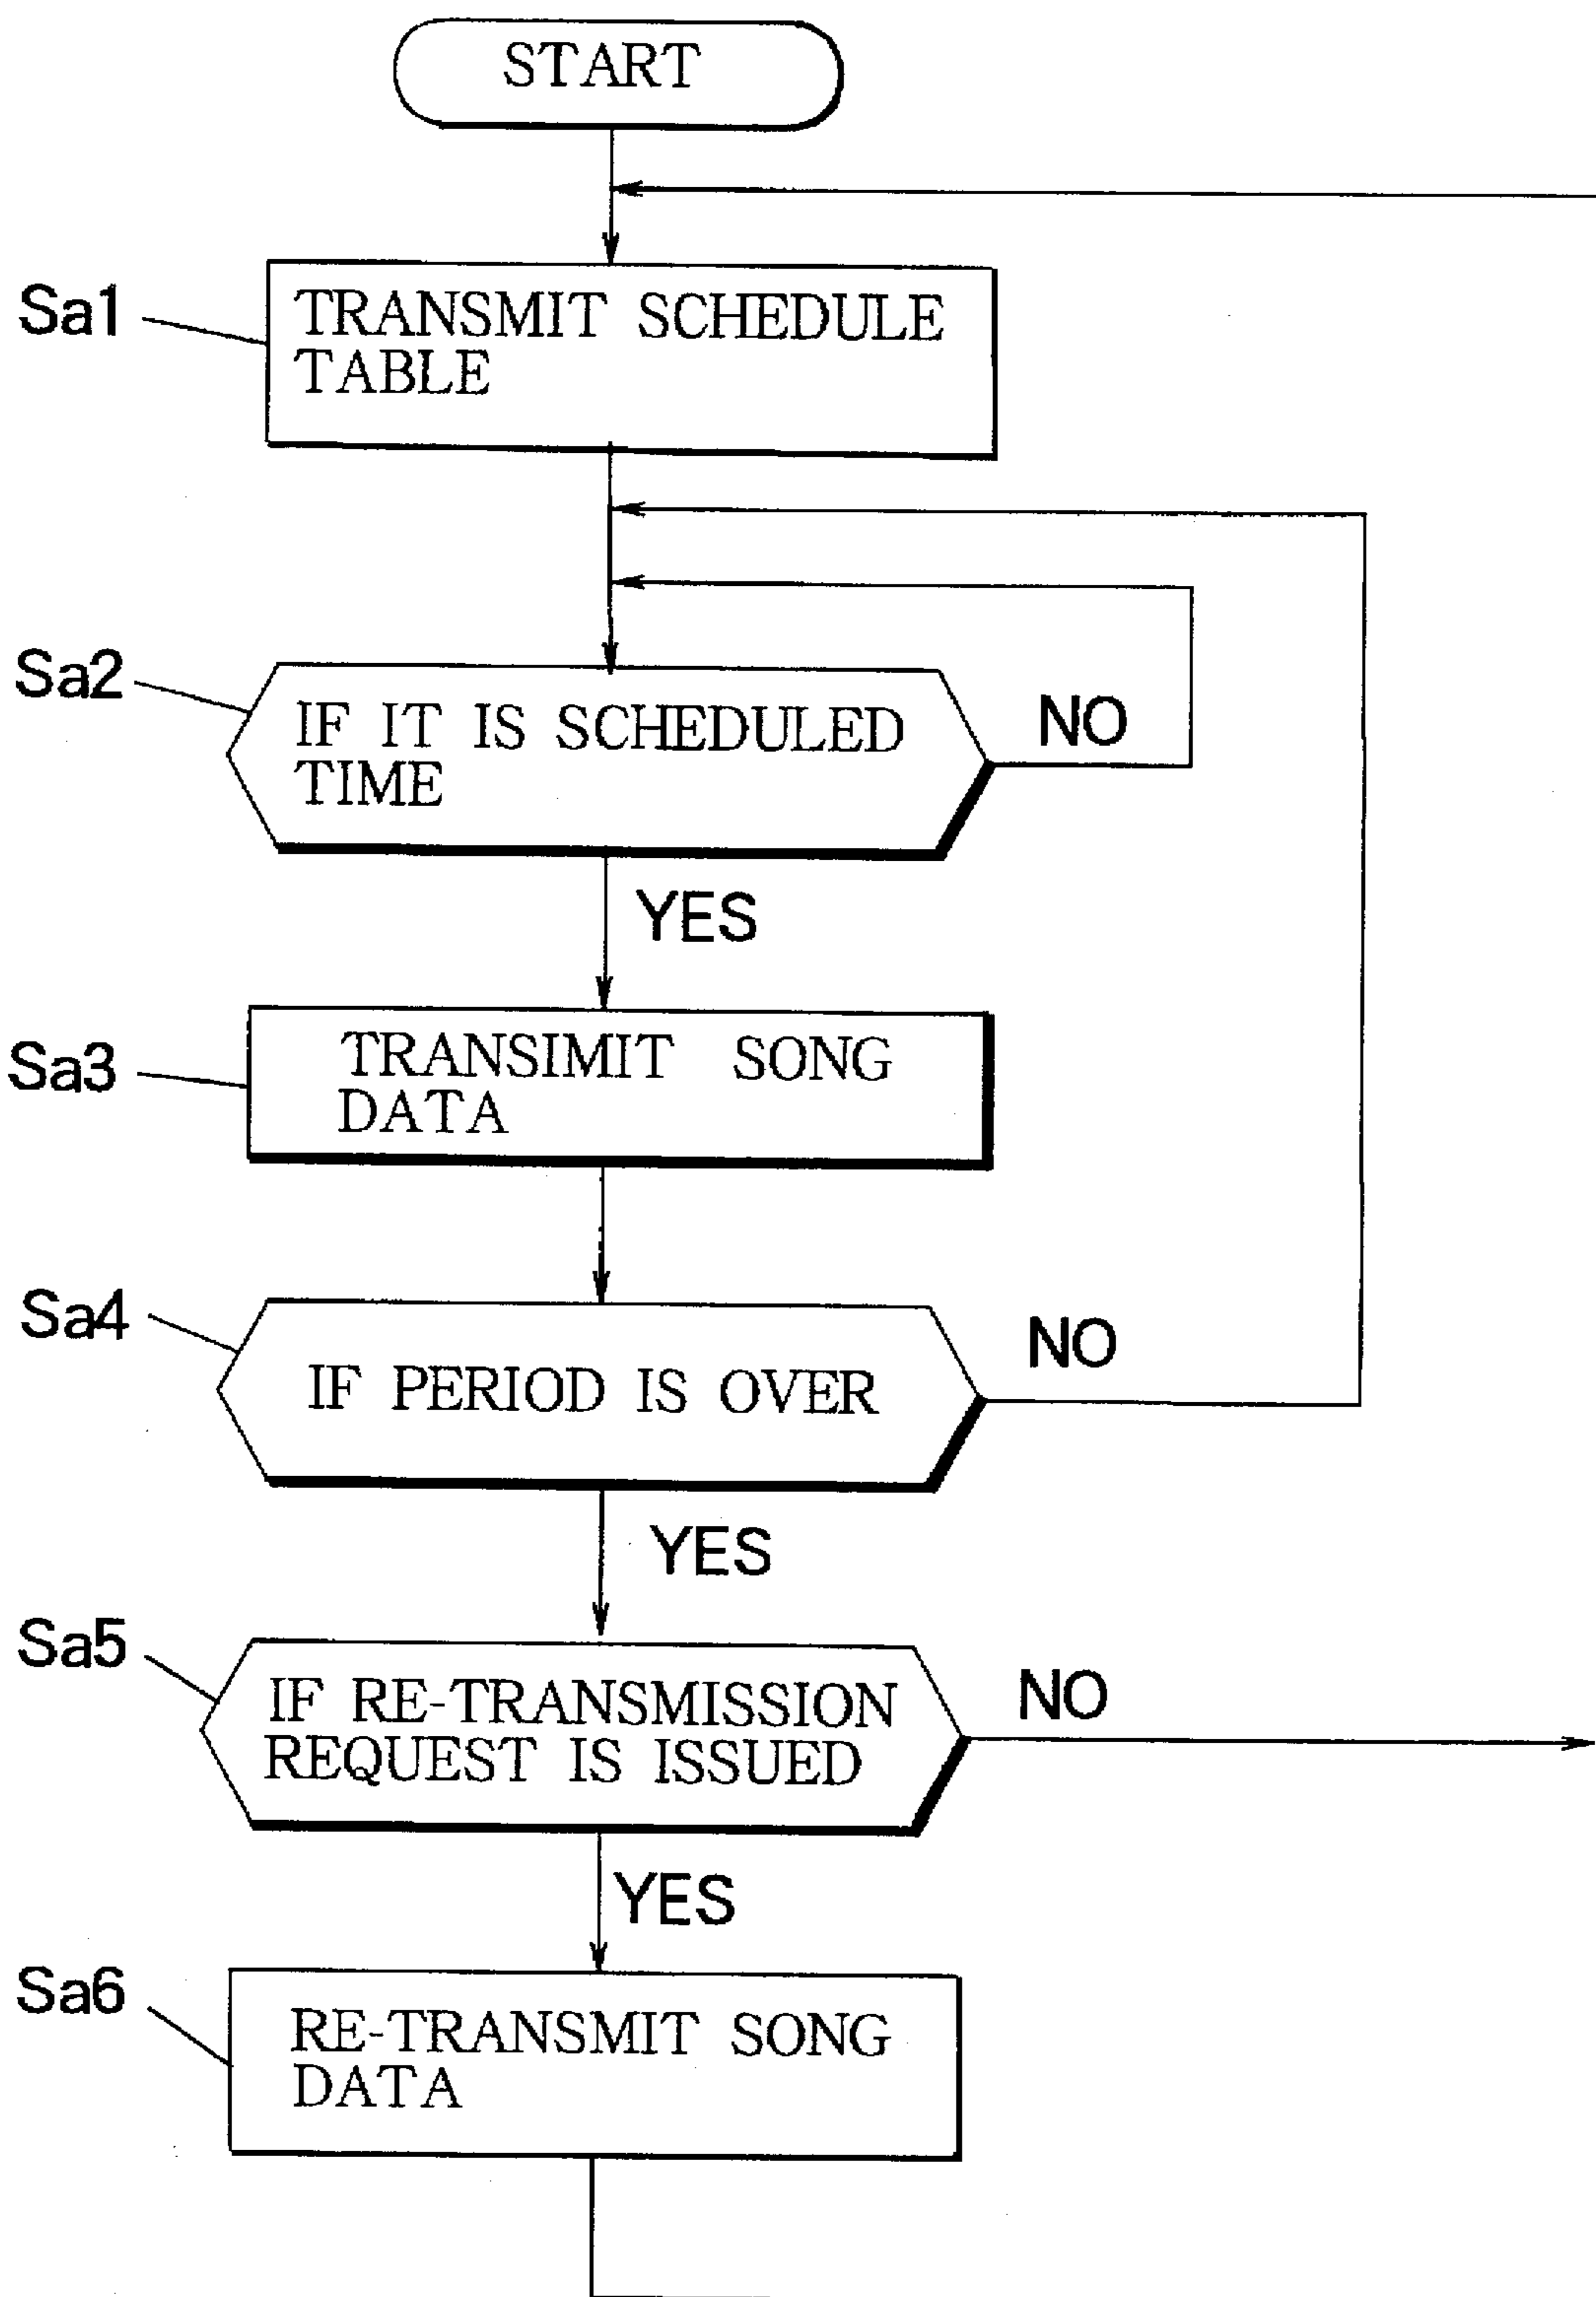 START
Sa1
TRANSMIT SCHEDULE
TABLE
Sa2
IF IT IS SCHEDULED
TIME
NO
YES
Sa3
TRANSIMIT SONG
DATA
Sa4
IF PERIOD IS OVER
NO
YES
Sa5
IF RE-TRANSMISSION
REQUEST IS ISSUED
NO
YES
Sa6
RE-TRANSMIT SONG
DATA